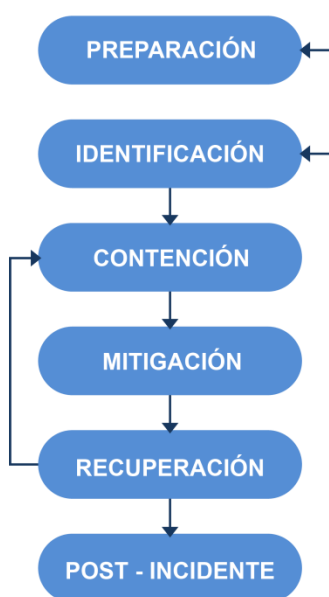 PREPARACIÓN
IDENTIFICACIÓN
CONTENCIÓN
MITIGACIÓN
RECUPERACIÓN
POST - INCIDENTE